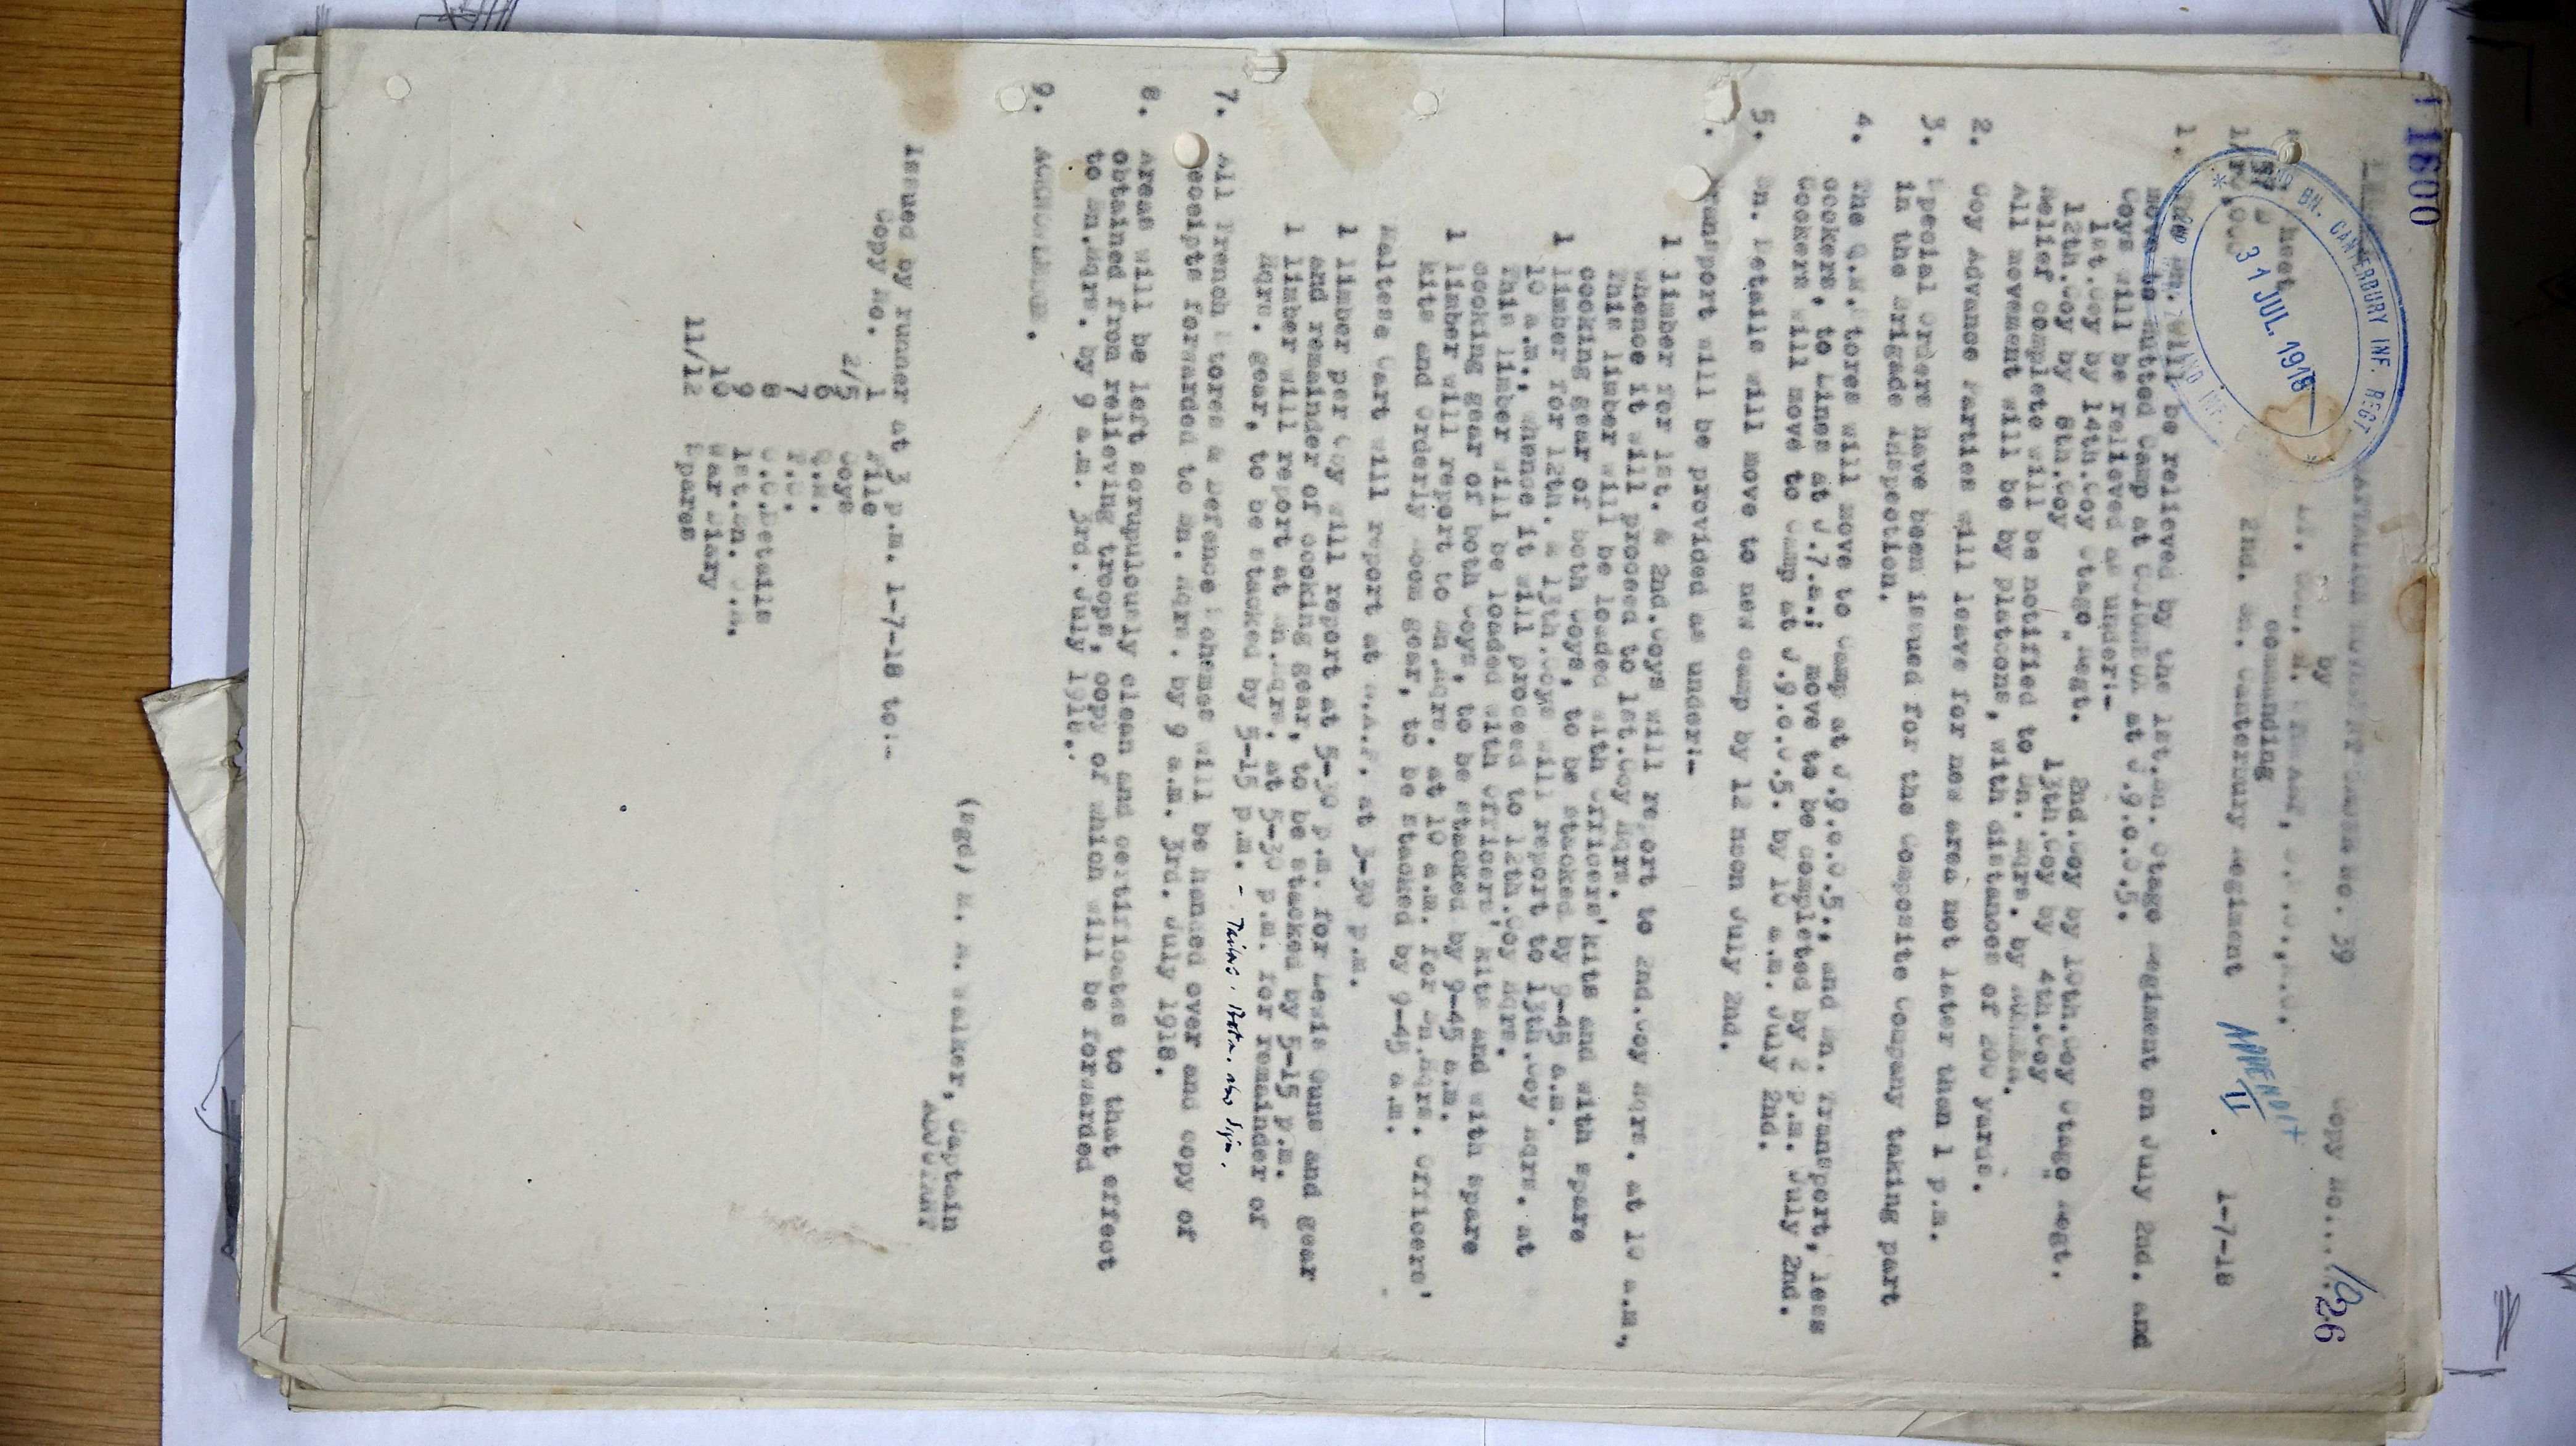 1600
BATTALION MOVEMENT ORDER NO. 39 Copy No..... 10
26
by
Lt. Col. H. STEWART, C.M.G., M.C.
commanding
2nd. Bn. Canterbury Regiment
APPENDIX
II
1-7-18
Sheet
ND BN. CANTERBURY INF. REGT
31 JUL. 1918
1. The Bn. will be relieved by the 1st.Bn. Otago Regiment on July 2nd. and
move to hutted Camp at COIGNEUX at J.9.c.0.5.
Coys will be relieved as under:-
1st.Coy by 14th.Coy Otago Regt. 2nd.Coy by 10th.Coy Otago Regt.
12th.Coy by 8th.Coy " 13th.Coy by 4th.Coy "
Relief complete will be notified to Bn. Hqrs. by
All movement will be by platoons, with distances of 200 yards.
2. Coy Advance Parties will leave for new area not later then 1 p.m.
3. Special Orders have been issued for the Composite Company taking part
in the Brigade Inspection.
4. The Q.M.Stores will move to Camp at J.9.c.0.5., and Bn. Transport, less
cookers, to Lines at J.7.a.; move to be completed by 2 p.m. July 2nd.
Cookers will move to Camp at J.9.c.0.5. by 10 a.m. July 2nd.
5. Bn. Details will move to new camp by 12 noon July 2nd.
. Transport will be provided as under:-
1 limber for 1st. & 2nd.Coys will report to 2nd.Coy Hqrs. at 10 a.m.,
whence it will proceed to 1st.Coy Hqrs.
This limber will be loaded with Officers' kits and with spare
cooking gear of both Coys, to be stacked by 9-45 a.m.
1 limber for 12th. & 13th.Coys will report to 13th.Coy Hqrs. at
10 a.m., whence it will proceed to 12th.Coy Hqrs.
This limber will be loaded with Officers' kits and with spare
cooking gear of both Coys, to be stacked by 9-45 a.m.
1 limber will report to Bn.Hqrs. at 10 a.m. for Bn.Hqrs. Officers'
kits and Orderly Room gear, to be stacked by 9-45 a.m.
Maltese Cart will report at R.A.P. at 3-30 p.m.
1 limber per Coy will report at 5-30 p.m. for Lewis Guns and gear
and remainder of cooking gear, to be stacked by 5-15 p.m.
1 limber will report at Bn.Hqrs. at 5-30 p.m. for remainder of
Hqrs. gear, to be stacked by 5-15 p.m. -
7. All Trench Stores & Defence Schemes will be handed over and copy of
receipts forwarded to Bn. Hqrs. by 9 a.m. 3rd. July 1918.
8. Areas will be left scrupulously clean and certificates to that effect
obtained from relieving troops, copy of which will be forwarded
to Bn.Hqrs. by 9 a.m. 3rd. July 1918..
9. ACKNOWLEDGE.
(sgd) M. A. Walker, Captain
ADJUTANT
Issued by runner at 3 p.m. 1-7-18 to:-
Copy No. 1 File
2/5 Coys
6 Q.M.
7 T.O.
8 O.C.Details
9 1st.Bn. O.R.
10 War Diary
11/12 Spares